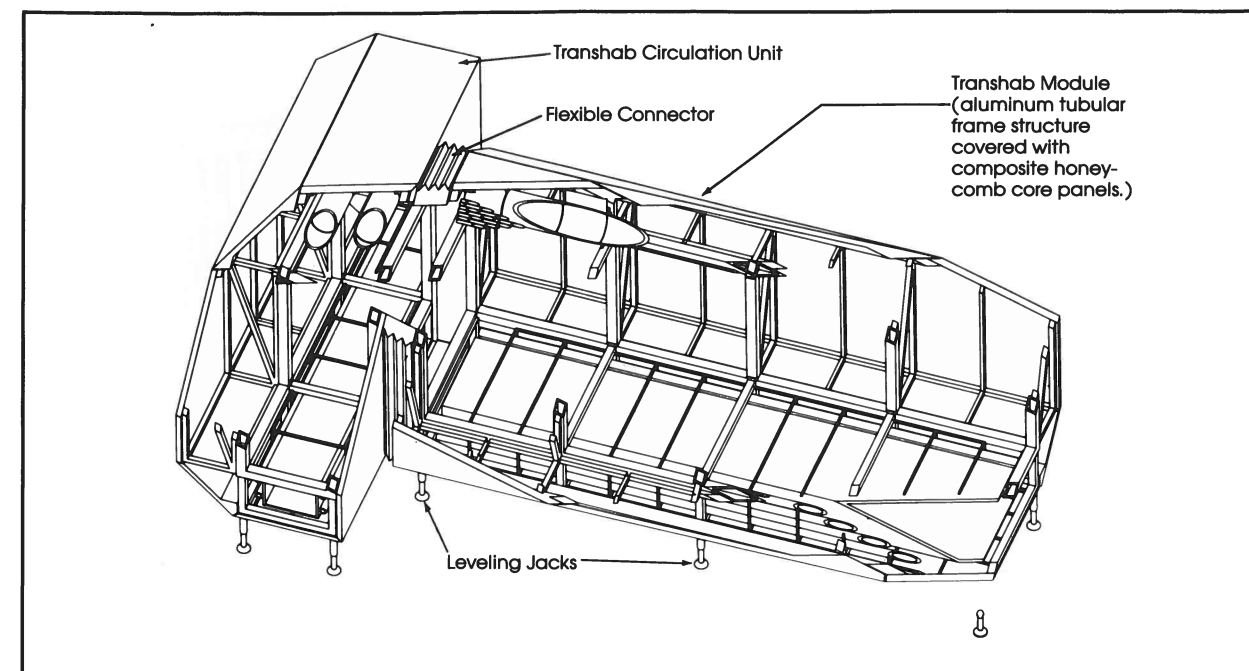 Transhab Circulation Unit
Flexible Connector
Transhab Module
(aluminum tubular
frame structure
covered with
composite honey-
comb core panels.)
Leveling Jacks